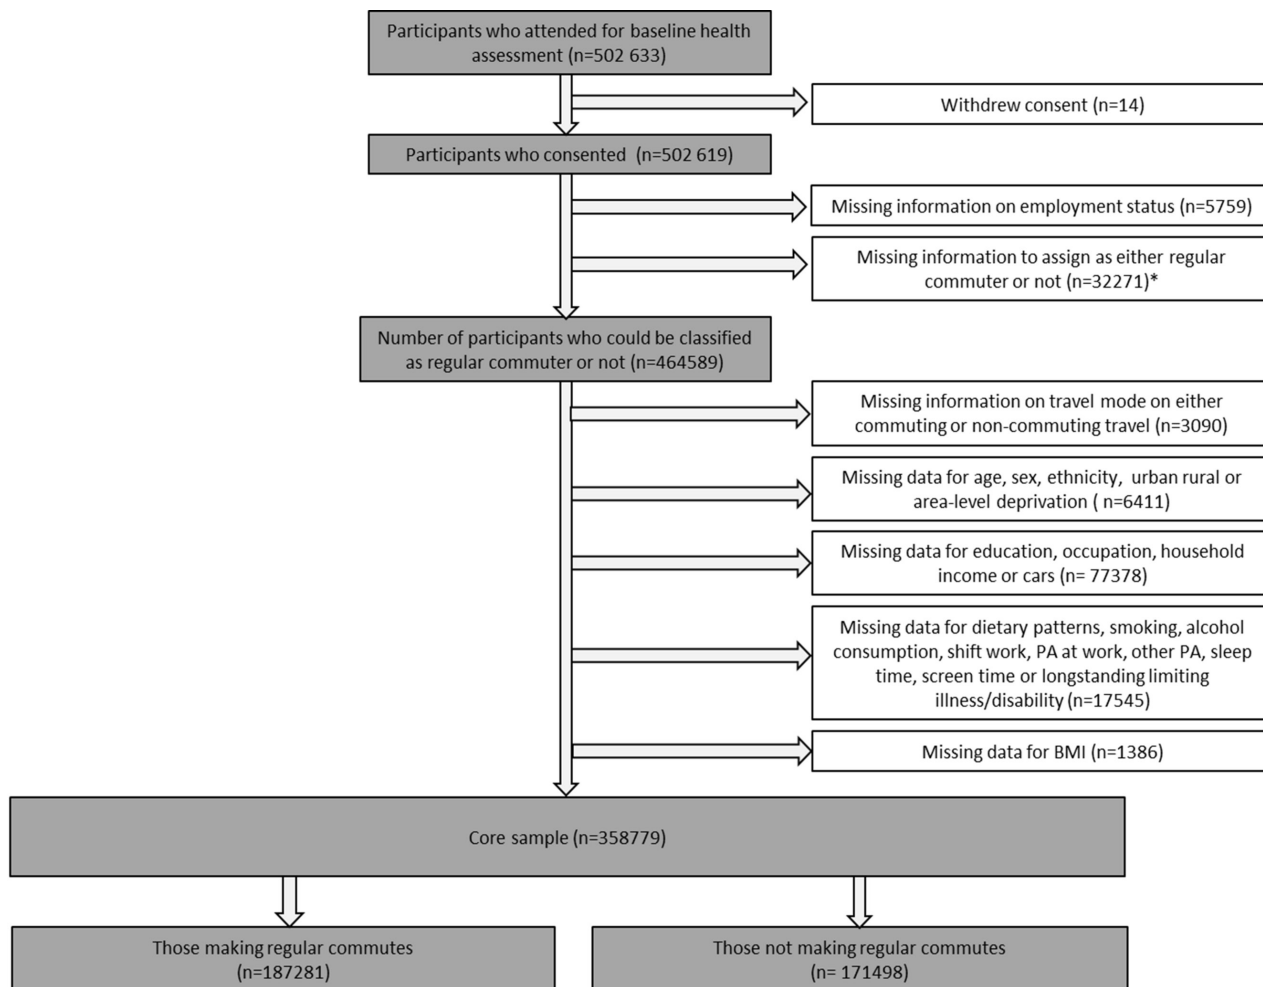 Participants who attended for baseline health
assessment (n=502 633)
Withdrew consent (n=14)
Participants who consented (n=502 619)
Missing information on employment status (n=5759)
Missing information to assign as either regular
commuter or not (n=32271)*
Number of participants who could be classified
as regular commuter or not (n=464589)
Missing information on travel mode on either
commuting or non-commuting travel (n=3090)
Missing data for age, sex, ethnicity, urban rural or
area-level deprivation ( n=6411)
Missing data for education, occupation, household
income or cars (n= 77378)
Missing data for dietary patterns, smoking, alcohol
consumption, shift work, PA at work, other PA, sleep
time, screen time or longstanding limiting
illness/disability (n=17545)
Missing data for BMI (n=1386)
Core sample (n=358779)
Those making regular commutes
(n=187281)
Those not making regular commutes
(n= 171498)